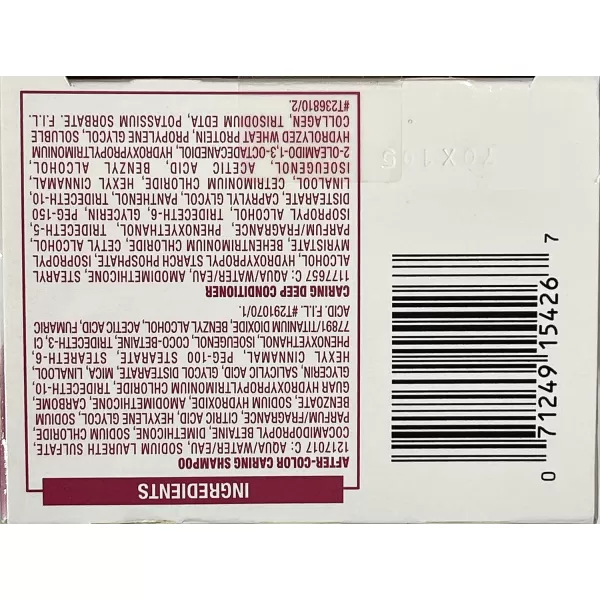 INGREDIENTS
AFTER-COLOR CARING SHAMPOO
1217017 C: AQUA/WATER/EAU, SODIUM LAURETH SULFATE,
COCAMIDOPROPYL BETAINE, DIMETHICONE, SODIUM CHLORIDE,
PARFUM/FRAGRANCE, CITRIC ACID, HEXYLENE GLYCOL, SODIUM
BENZOATE, SODIUM HYDROXIDE, AMODIMETHICONE, CARBOMER,
GUAR HYDROXYPROPYLTRIMONIUM CHLORIDE, TRIDECETH-10,
GLYCERIN, SALICYLIC ACID, GLYCOL DISTEARATE, MICA, LINALOOL,
HEXYL CINNAMAL, PEG-100 STEARATE, STEARETH-6,
PHENOXYETHANOL, ISOEUGENOL, COCO-BETAINE, TRIDECETH-3, CI
77891/TITANIUM DIOXIDE, BENZYL ALCOHOL, ACETIC ACID, FUMARIC
ACID. F.I.L. #T291070/1.
CARING DEEP CONDITIONER
1177657 C: AQUA/WATER/EAU, AMODIMETHICONE, STEARYL
ALCOHOL, HYDROXYPROPYL STARCH PHOSPHATE, ISOPROPYL
MYRISTATE, BEHENTRIMONIUM CHLORIDE, CETYL ALCOHOL,
PARFUM/FRAGRANCE, PHENOXYETHANOL, TRIDECETH-5,
ISOPROPYL ALCOHOL, TRIDECETH-6, GLYCERIN, PEG-150
DISTEARATE, CAPRYLYL GLYCOL, PANTHENOL, TRIDECETH-10,
LINALOOL, CETRIMONIUM CHLORIDE, HEXYL CINNAMAL,
ISOEUGENOL, ACETIC ACID, BENZYL ALCOHOL,
2-OLEAMIDO-1,3-OCTADECANEDIOL, HYDROXYPROPYLTRIMONIUM
HYDROLYZED WHEAT PROTEIN, PROPYLENE GLYCOL, SOLUBLE
COLLAGEN, TRISODIUM EDTA, POTASSIUM SORBATE. F.I.L.
#T236810/2.
0 71249 15426 7
70X105